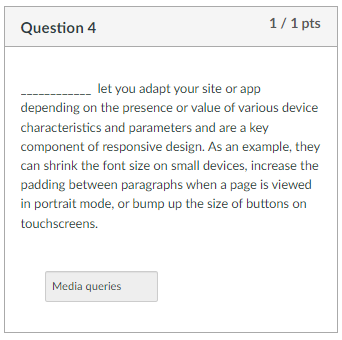 Question 4
1 / 1 pts
____________ let you adapt your site or app
depending on the presence or value of various device
characteristics and parameters and are a key
component of responsive design. As an example, they
can shrink the font size on small devices, increase the
padding between paragraphs when a page is viewed
in portrait mode, or bump up the size of buttons on
touchscreens.
Media queries